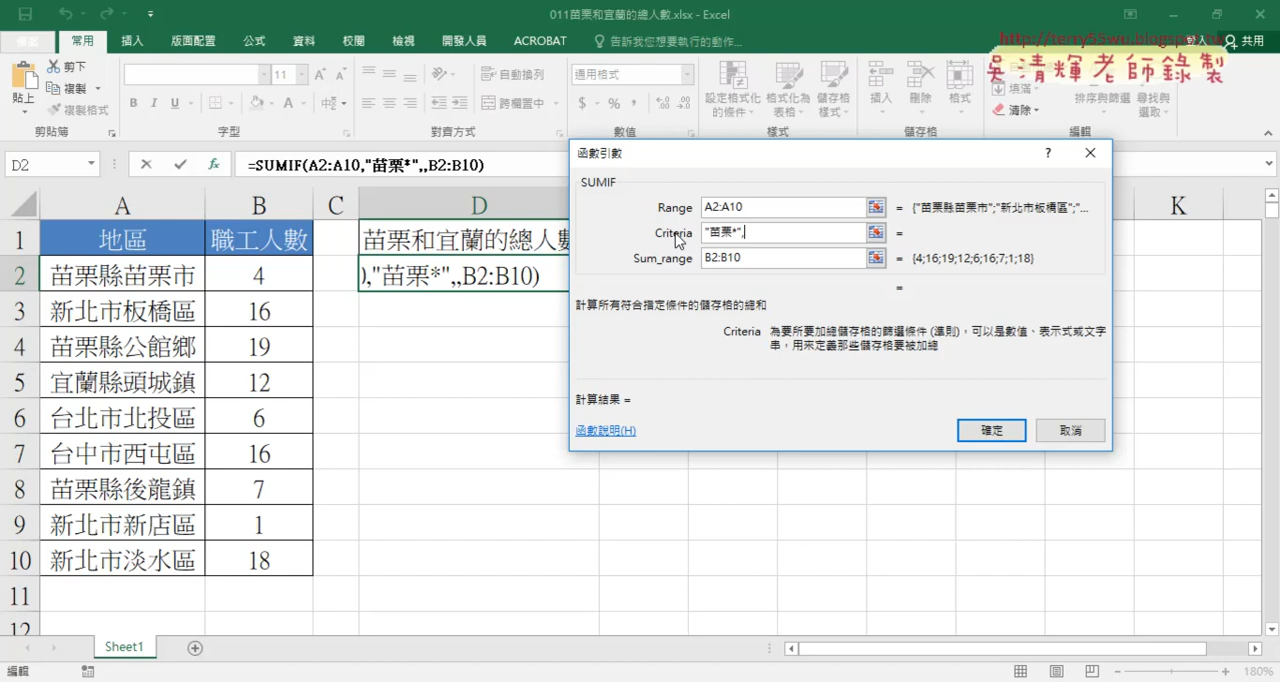 011苗栗和宜蘭的總人數.xlsx - Excel
http://terry55wu.blogspot.tw
吳清輝老師錄製
檔案 常用 插入 版面配置 公式 資料 校閱 檢視 開發人員 ACROBAT 告訴我您想要執行的動作... 登入 共用
貼上 剪下 複製 複製格式 剪貼簿
11 A A B I U A 中 字型
自動換列 跨欄置中 對齊方式
通用格式 $ % , .00 數值
設定格式化的條件 格式化為表格 儲存格樣式 樣式
插入 刪除 格式 儲存格
填滿 清除 排序與篩選 尋找與選取 編輯
D2 fx =SUMIF(A2:A10,"苗栗*",,B2:B10)
A B C D K
1 地區 職工人數 苗栗和宜蘭的總人數
2 苗栗縣苗栗市 4 ),"苗栗*",,B2:B10)
3 新北市板橋區 16
4 苗栗縣公館鄉 19
5 宜蘭縣頭城鎮 12
6 台北市北投區 6
7 台中市西屯區 16
8 苗栗縣後龍鎮 7
9 新北市新店區 1
10 新北市淡水區 18
11
12
函數引數 ?
SUMIF
Range A2:A10 = {"苗栗縣苗栗市";"新北市板橋區";"...
Criteria "苗栗*", =
Sum_range B2:B10 = {4;16;19;12;6;16;7;1;18}
=
計算所有符合指定條件的儲存格的總和
Criteria 為要所要加總儲存格的篩選條件 (準則)，可以是數值、表示式或文字
串，用來定義那些儲存格要被加總
計算結果 =
函數說明(H) 確定 取消
Sheet1
編輯 180%